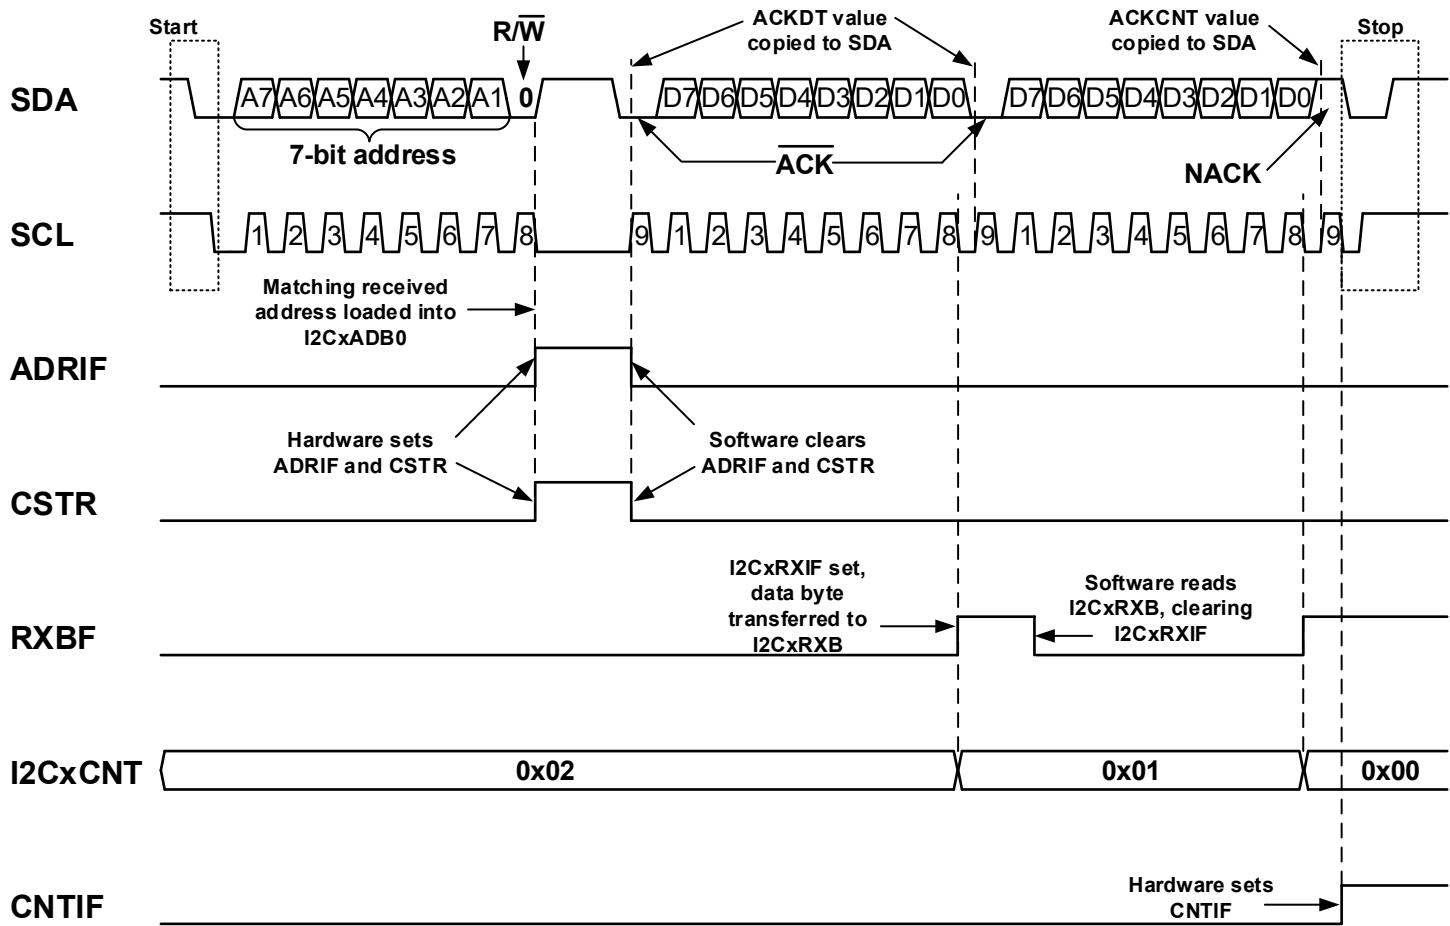 Start
R/W
ACKDT value
copied to SDA
ACKCNT value
copied to SDA
Stop
SDA
A7 A6 A5 A4 A3 A2 A1 0 D7 D6 D5 D4 D3 D2 D1 D0 D7 D6 D5 D4 D3 D2 D1 D0
7-bit address
ACK
NACK
SCL
1 2 3 4 5 6 7 8 9 1 2 3 4 5 6 7 8 9 1 2 3 4 5 6 7 8 9
Matching received
address loaded into
I2CxADB0
ADRIF
Hardware sets
ADRIF and CSTR
Software clears
ADRIF and CSTR
CSTR
I2CxRXIF set,
data byte
transferred to
I2CxRXB
Software reads
I2CxRXB, clearing
I2CxRXIF
RXBF
I2CxCNT
0x02
0x01
0x00
Hardware sets
CNTIF
CNTIF